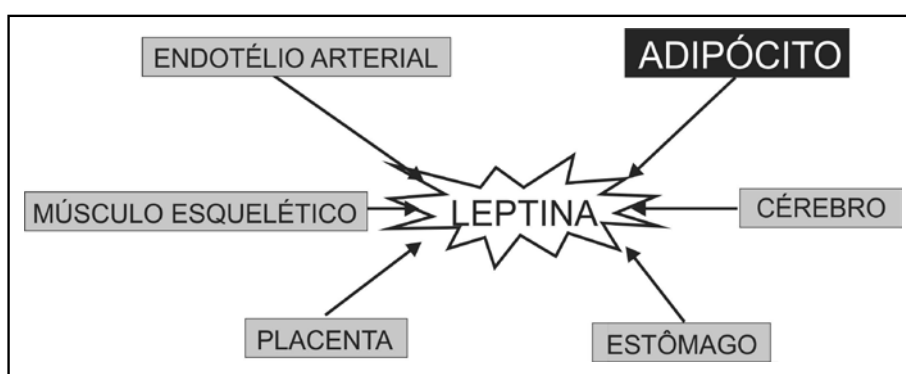 ENDOTÉLIO ARTERIAL
ADIPÓCITO
MÚSCULO ESQUELÉTICO
LEPTINA
CÉREBRO
PLACENTA
ESTÔMAGO